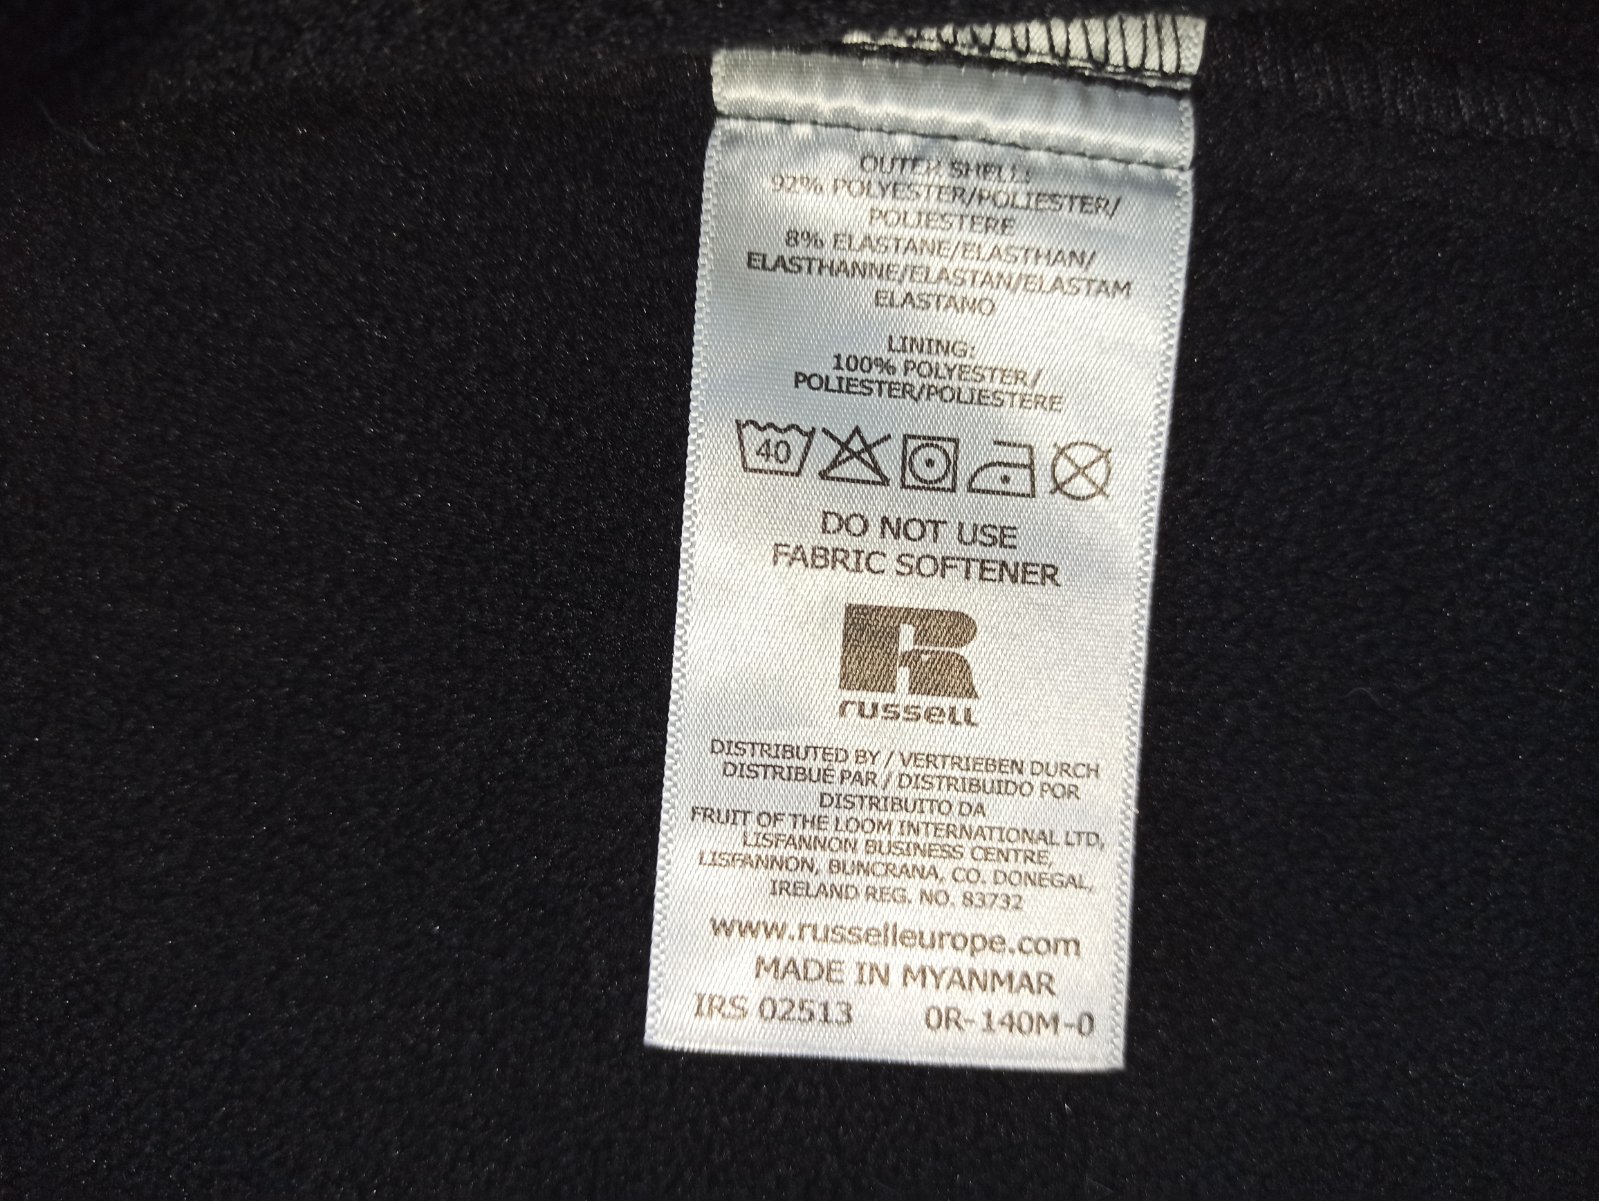 OUTER SHELL:
92% POLYESTER/POLIESTER/
POLIESTERE
8% ELASTANE/ELASTHAN/
ELASTHANNE/ELASTAN/ELASTAM
ELASTANO
LINING:
100% POLYESTER/
POLIESTER/POLIESTERE
40
DO NOT USE
FABRIC SOFTENER
R
russell
DISTRIBUTED BY / VERTRIEBEN DURCH
DISTRIBUÉ PAR / DISTRIBUIDO POR
DISTRIBUITO DA
FRUIT OF THE LOOM INTERNATIONAL LTD,
LISFANNON BUSINESS CENTRE,
LISFANNON, BUNCRANA, CO. DONEGAL,
IRELAND REG. NO. 83732
www.russelleurope.com
MADE IN MYANMAR
IRS 02513 0R-140M-0